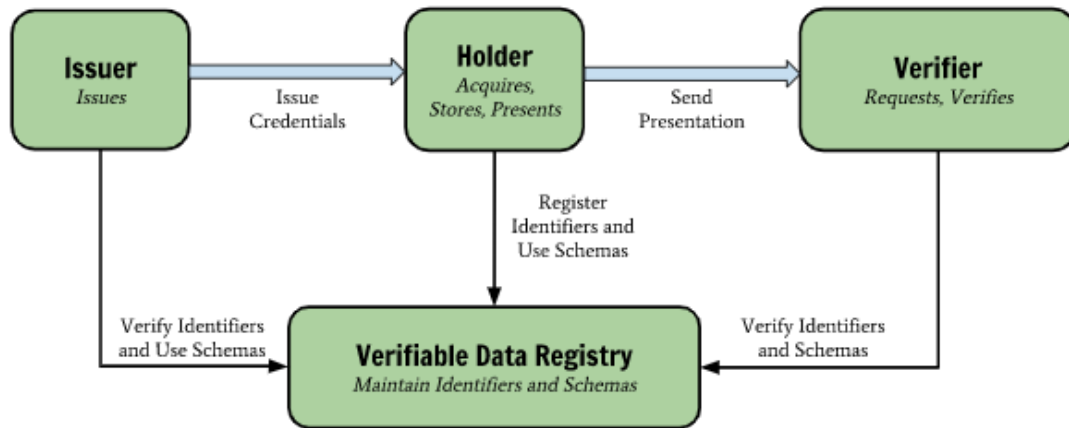 Issuer
Issues
Issue
Credentials
Holder
Acquires,
Stores, Presents
Send
Presentation
Verifier
Requests, Verifies
Register
Identifiers and
Use Schemas
Verify Identifiers
and Use Schemas
Verifiable Data Registry
Maintain Identifiers and Schemas
Verify Identifiers
and Schemas